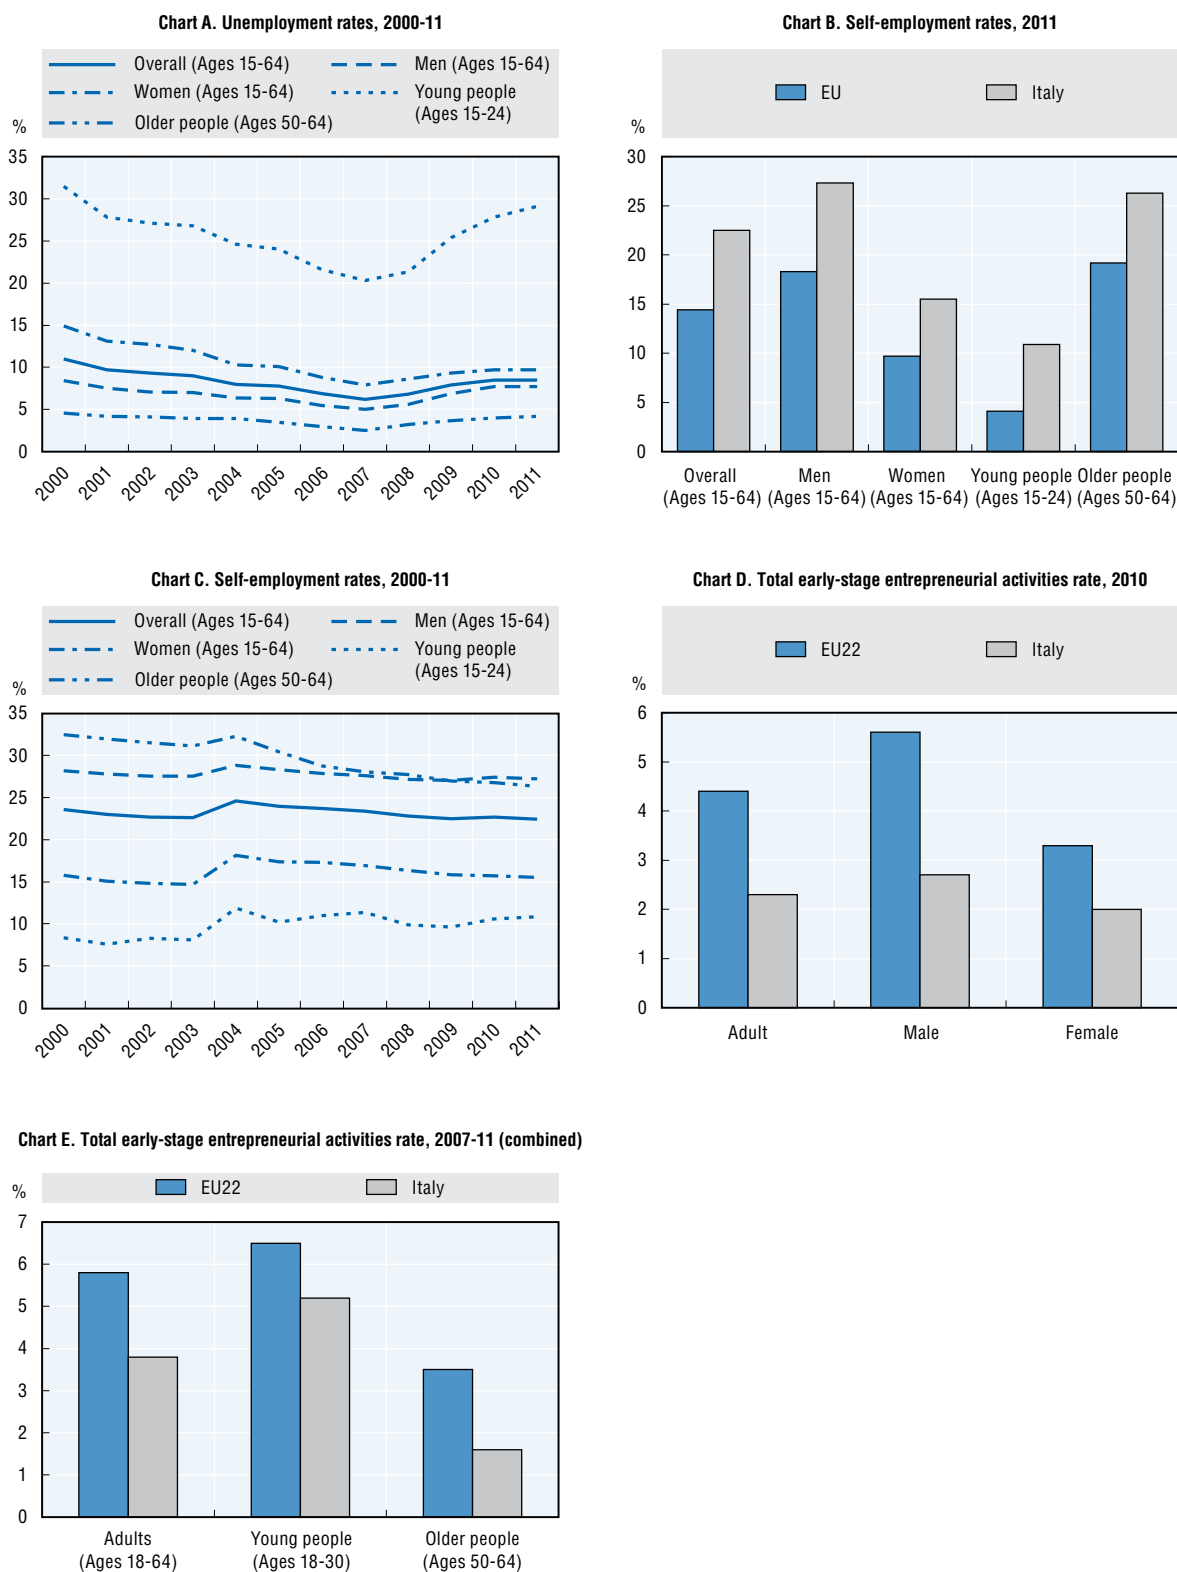 Chart A. Unemployment rates, 2000-11
Overall (Ages 15-64)
Men (Ages 15-64)
Women (Ages 15-64)
Young people
(Ages 15-24)
Older people (Ages 50-64)
%
35
30
25
20
15
10
5
0
2000
2001
2002
2003
2004
2005
2006
2007
2008
2009
2010
2011
Chart B. Self-employment rates, 2011
EU
Italy
%
30
25
20
15
10
5
0
Overall
(Ages 15-64)
Men
(Ages 15-64)
Women
(Ages 15-64)
Young people
(Ages 15-24)
Older people
(Ages 50-64)
Chart C. Self-employment rates, 2000-11
Overall (Ages 15-64)
Men (Ages 15-64)
Women (Ages 15-64)
Young people
(Ages 15-24)
Older people (Ages 50-64)
%
35
30
25
20
15
10
5
0
2000
2001
2002
2003
2004
2005
2006
2007
2008
2009
2010
2011
Chart D. Total early-stage entrepreneurial activities rate, 2010
EU22
Italy
%
6
5
4
3
2
1
0
Adult
Male
Female
Chart E. Total early-stage entrepreneurial activities rate, 2007-11 (combined)
EU22
Italy
%
7
6
5
4
3
2
1
0
Adults
(Ages 18-64)
Young people
(Ages 18-30)
Older people
(Ages 50-64)